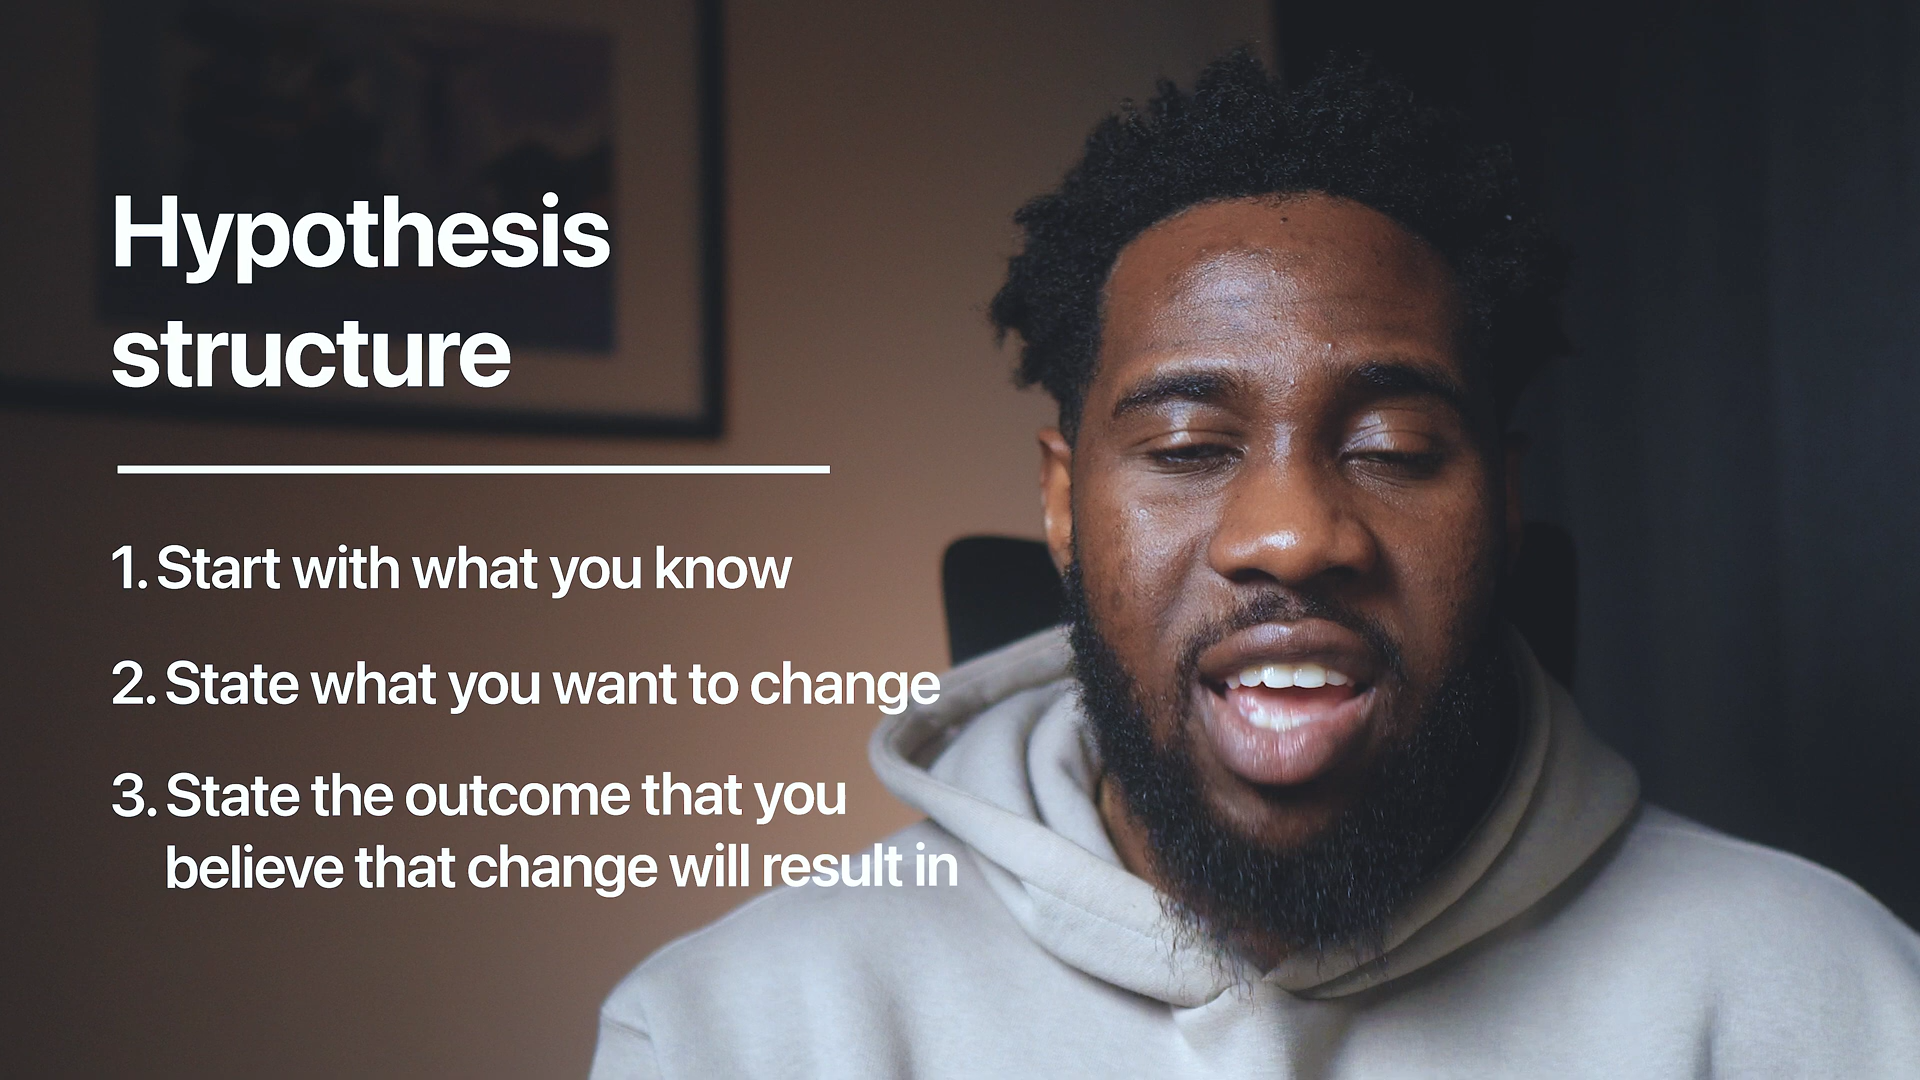 Hypothesis
structure
1. Start with what you know
2. State what you want to change
3. State the outcome that you
believe that change will result in